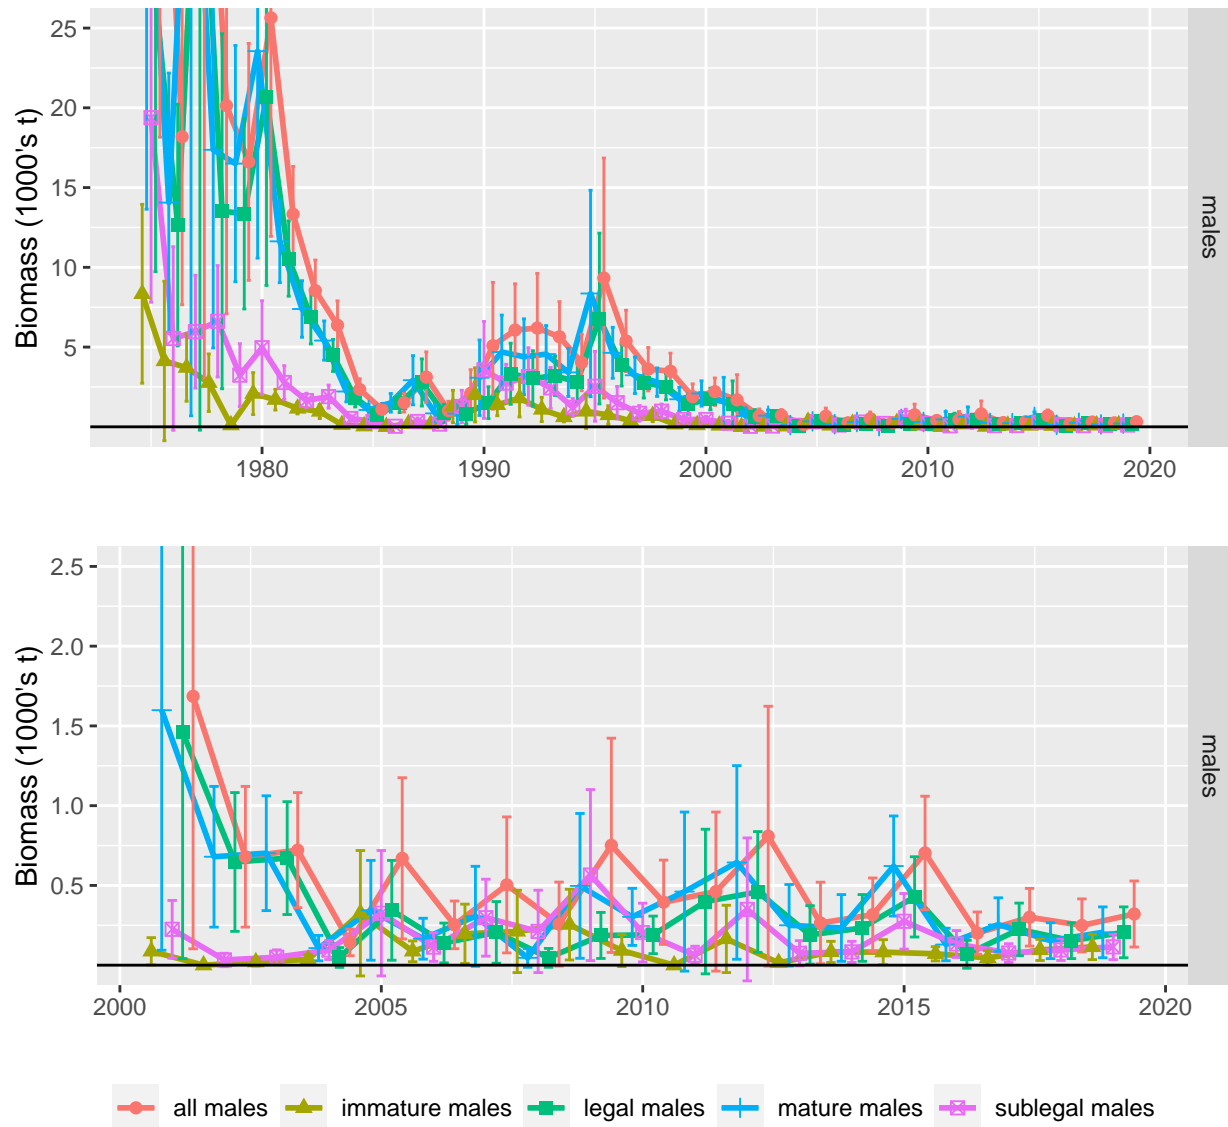 25
20
15
10
5
Biomass (1000's t)
males
1980 1990 2000 2010 2020
2.5
2.0
1.5
1.0
0.5
Biomass (1000's t)
males
2000 2005 2010 2015 2020
all males immature males legal males mature males sublegal males